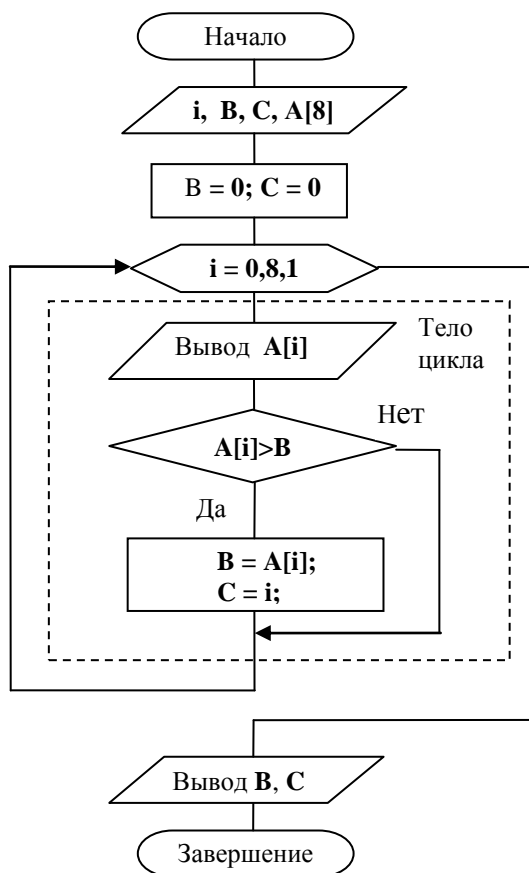 Начало
i, B, C, A[8]
B = 0; C = 0
i = 0,8,1
Вывод A[i]
Тело
цикла
A[i]>B
Нет
Да
B = A[i];
C = i;
Вывод B, C
Завершение